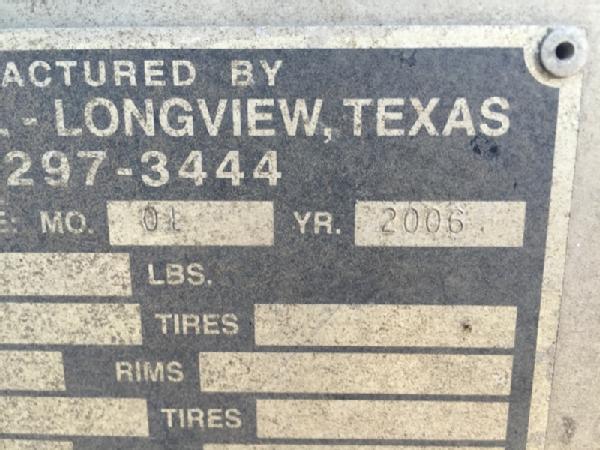 ACTURED BY
- LONGVIEW, TEXAS
297-3444
E: MO. 01 YR. 2006
LBS.
TIRES
RIMS
TIRES